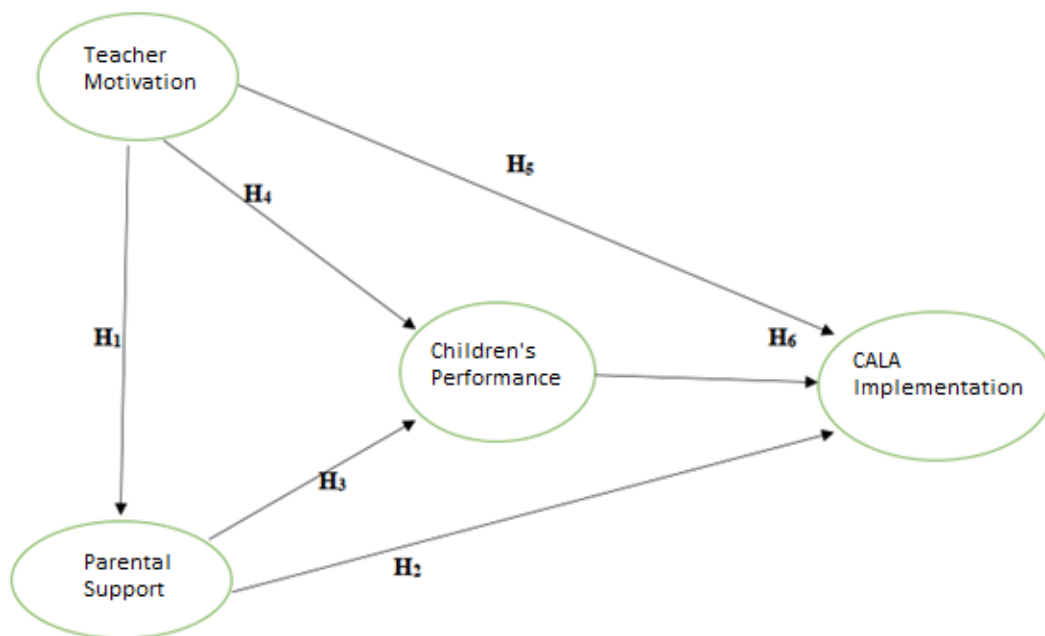 Teacher
Motivation
H₅
H₄
H₁
H₆
Children's
Performance
CALA
Implementation
H₃
Parental
Support
H₂